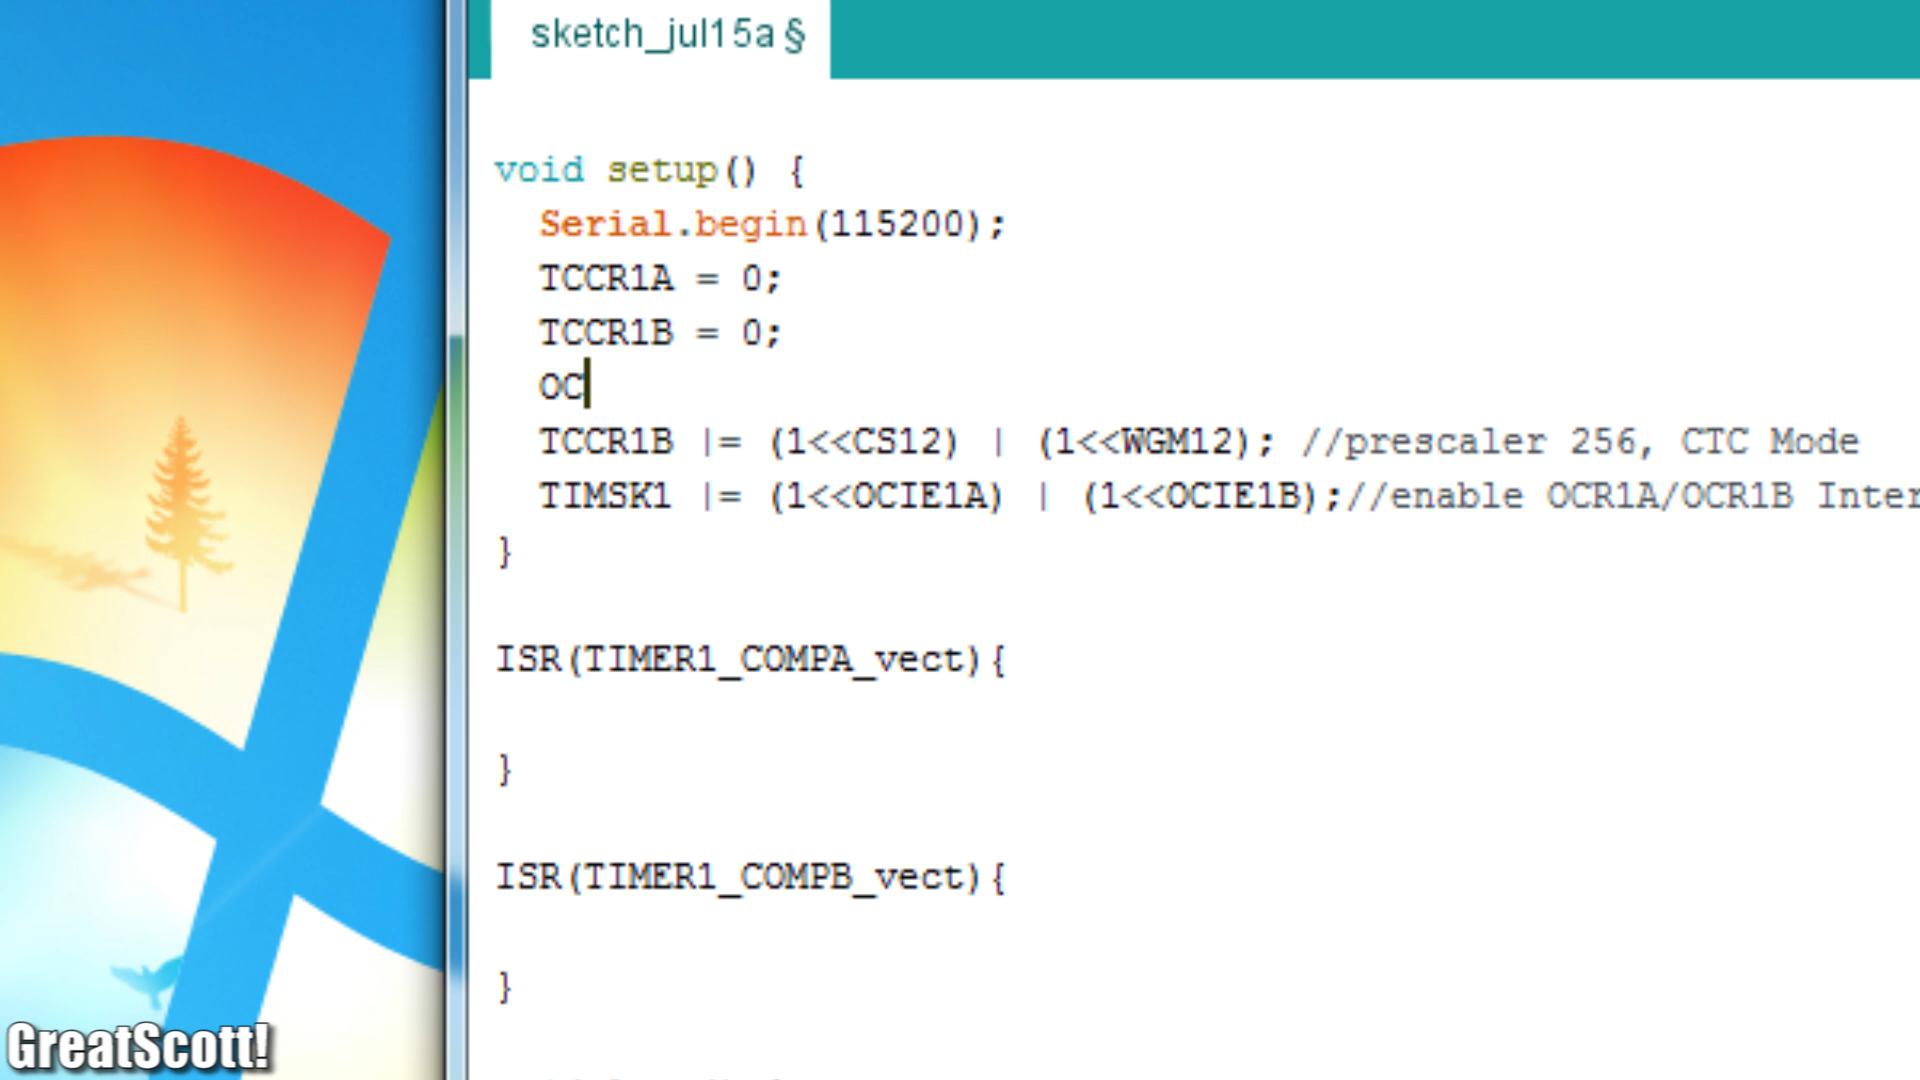 sketch_jul15a §
void setup() {
Serial.begin(115200);
TCCR1A = 0;
TCCR1B = 0;
OC
TCCR1B |= (1<<CS12) | (1<<WGM12); //prescaler 256, CTC Mode
TIMSK1 |= (1<<OCIE1A) | (1<<OCIE1B);//enable OCR1A/OCR1B Inter
}
ISR(TIMER1_COMPA_vect){
}
ISR(TIMER1_COMPB_vect){
}
GreatScott!